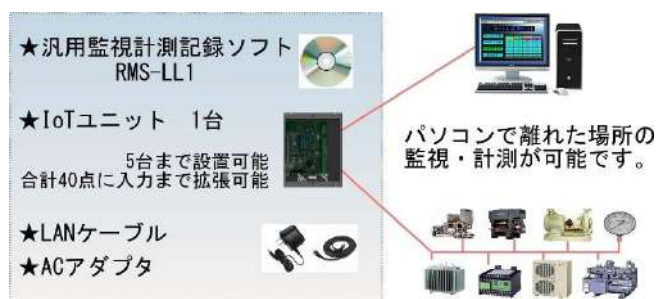 ★汎用監視計測記録ソフト
RMS-LL1
★IoTユニット 1台
5台まで設置可能
合計40点に入力まで拡張可能
★LANケーブル
★ACアダプタ
パソコンで離れた場所の
監視・計測が可能です。